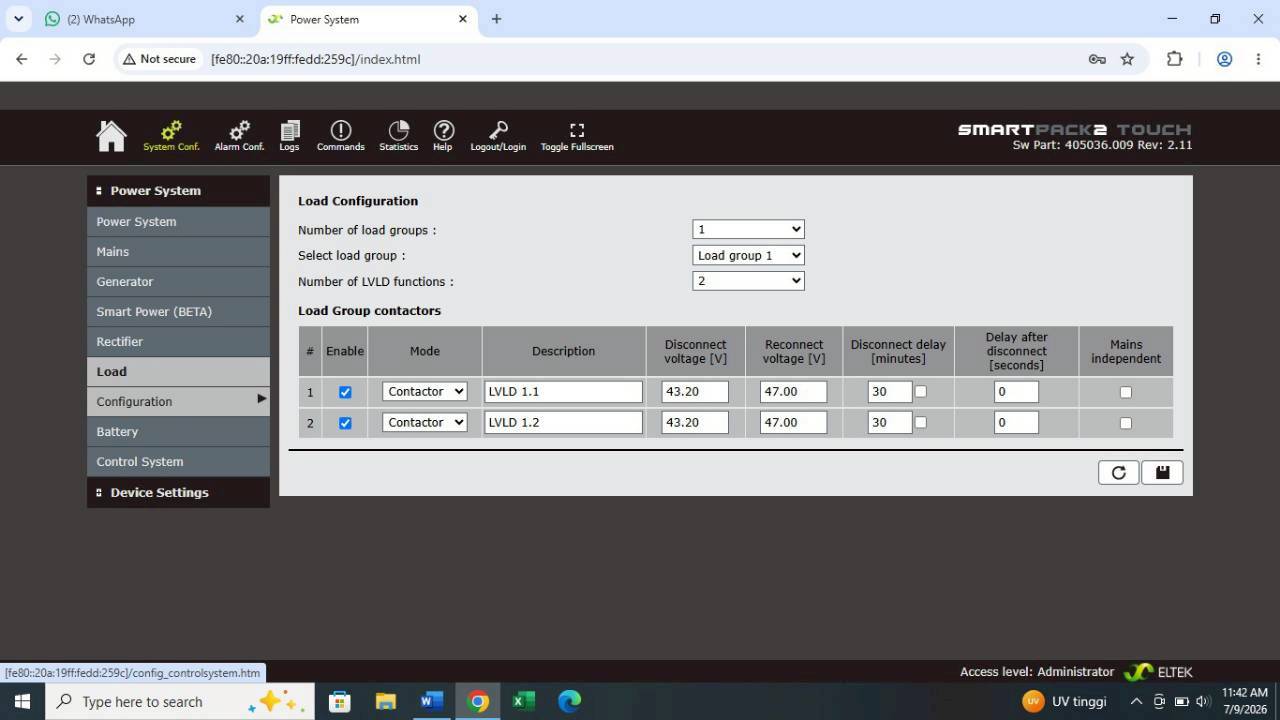 (2) WhatsApp
Power System
Not secure
[fe80::20a:19ff:fedd:259c]/index.html
System Conf.
Alarm Conf.
Logs
Commands
Statistics
Help
Logout/Login
Toggle Fullscreen
SMARTPACK2 TOUCH
Sw Part: 405036.009 Rev: 2.11
Power System
Power System
Mains
Generator
Smart Power (BETA)
Rectifier
Load
Configuration
Battery
Control System
Device Settings
Load Configuration
Number of load groups : 1
Select load group : Load group 1
Number of LVLD functions : 2
Load Group contactors
# Enable Mode Description Disconnect voltage [V] Reconnect voltage [V] Disconnect delay [minutes] Delay after disconnect [seconds] Mains independent
1 Contactor LVLD 1.1 43.20 47.00 30 0
2 Contactor LVLD 1.2 43.20 47.00 30 0
[fe80::20a:19ff:fedd:259c]/config_controlsystem.htm
Access level: Administrator
ELTEK
Type here to search
UV
UV tinggi
11:42 AM
7/9/2026